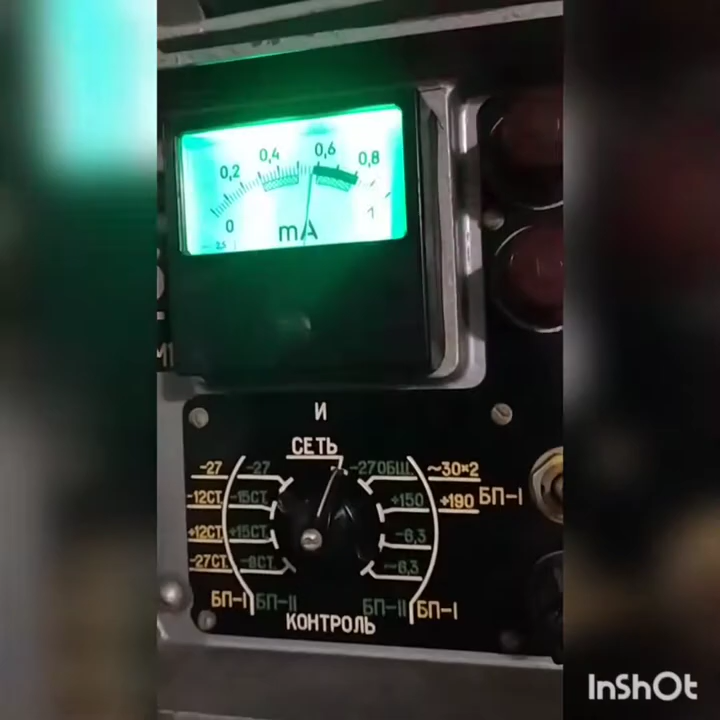 0 0,2 0,4 0,6 0,8 1
mA
2,5
И
СЕТЬ
-27 -27 -27ОБЩ. ~30×2
-12СТ. -15СТ. +150 +190 БП-I
+12СТ. +15СТ. -6,3
-27СТ. -6СТ. ~6,3
БП-I БП-II БП-II БП-I
КОНТРОЛЬ
InShOt